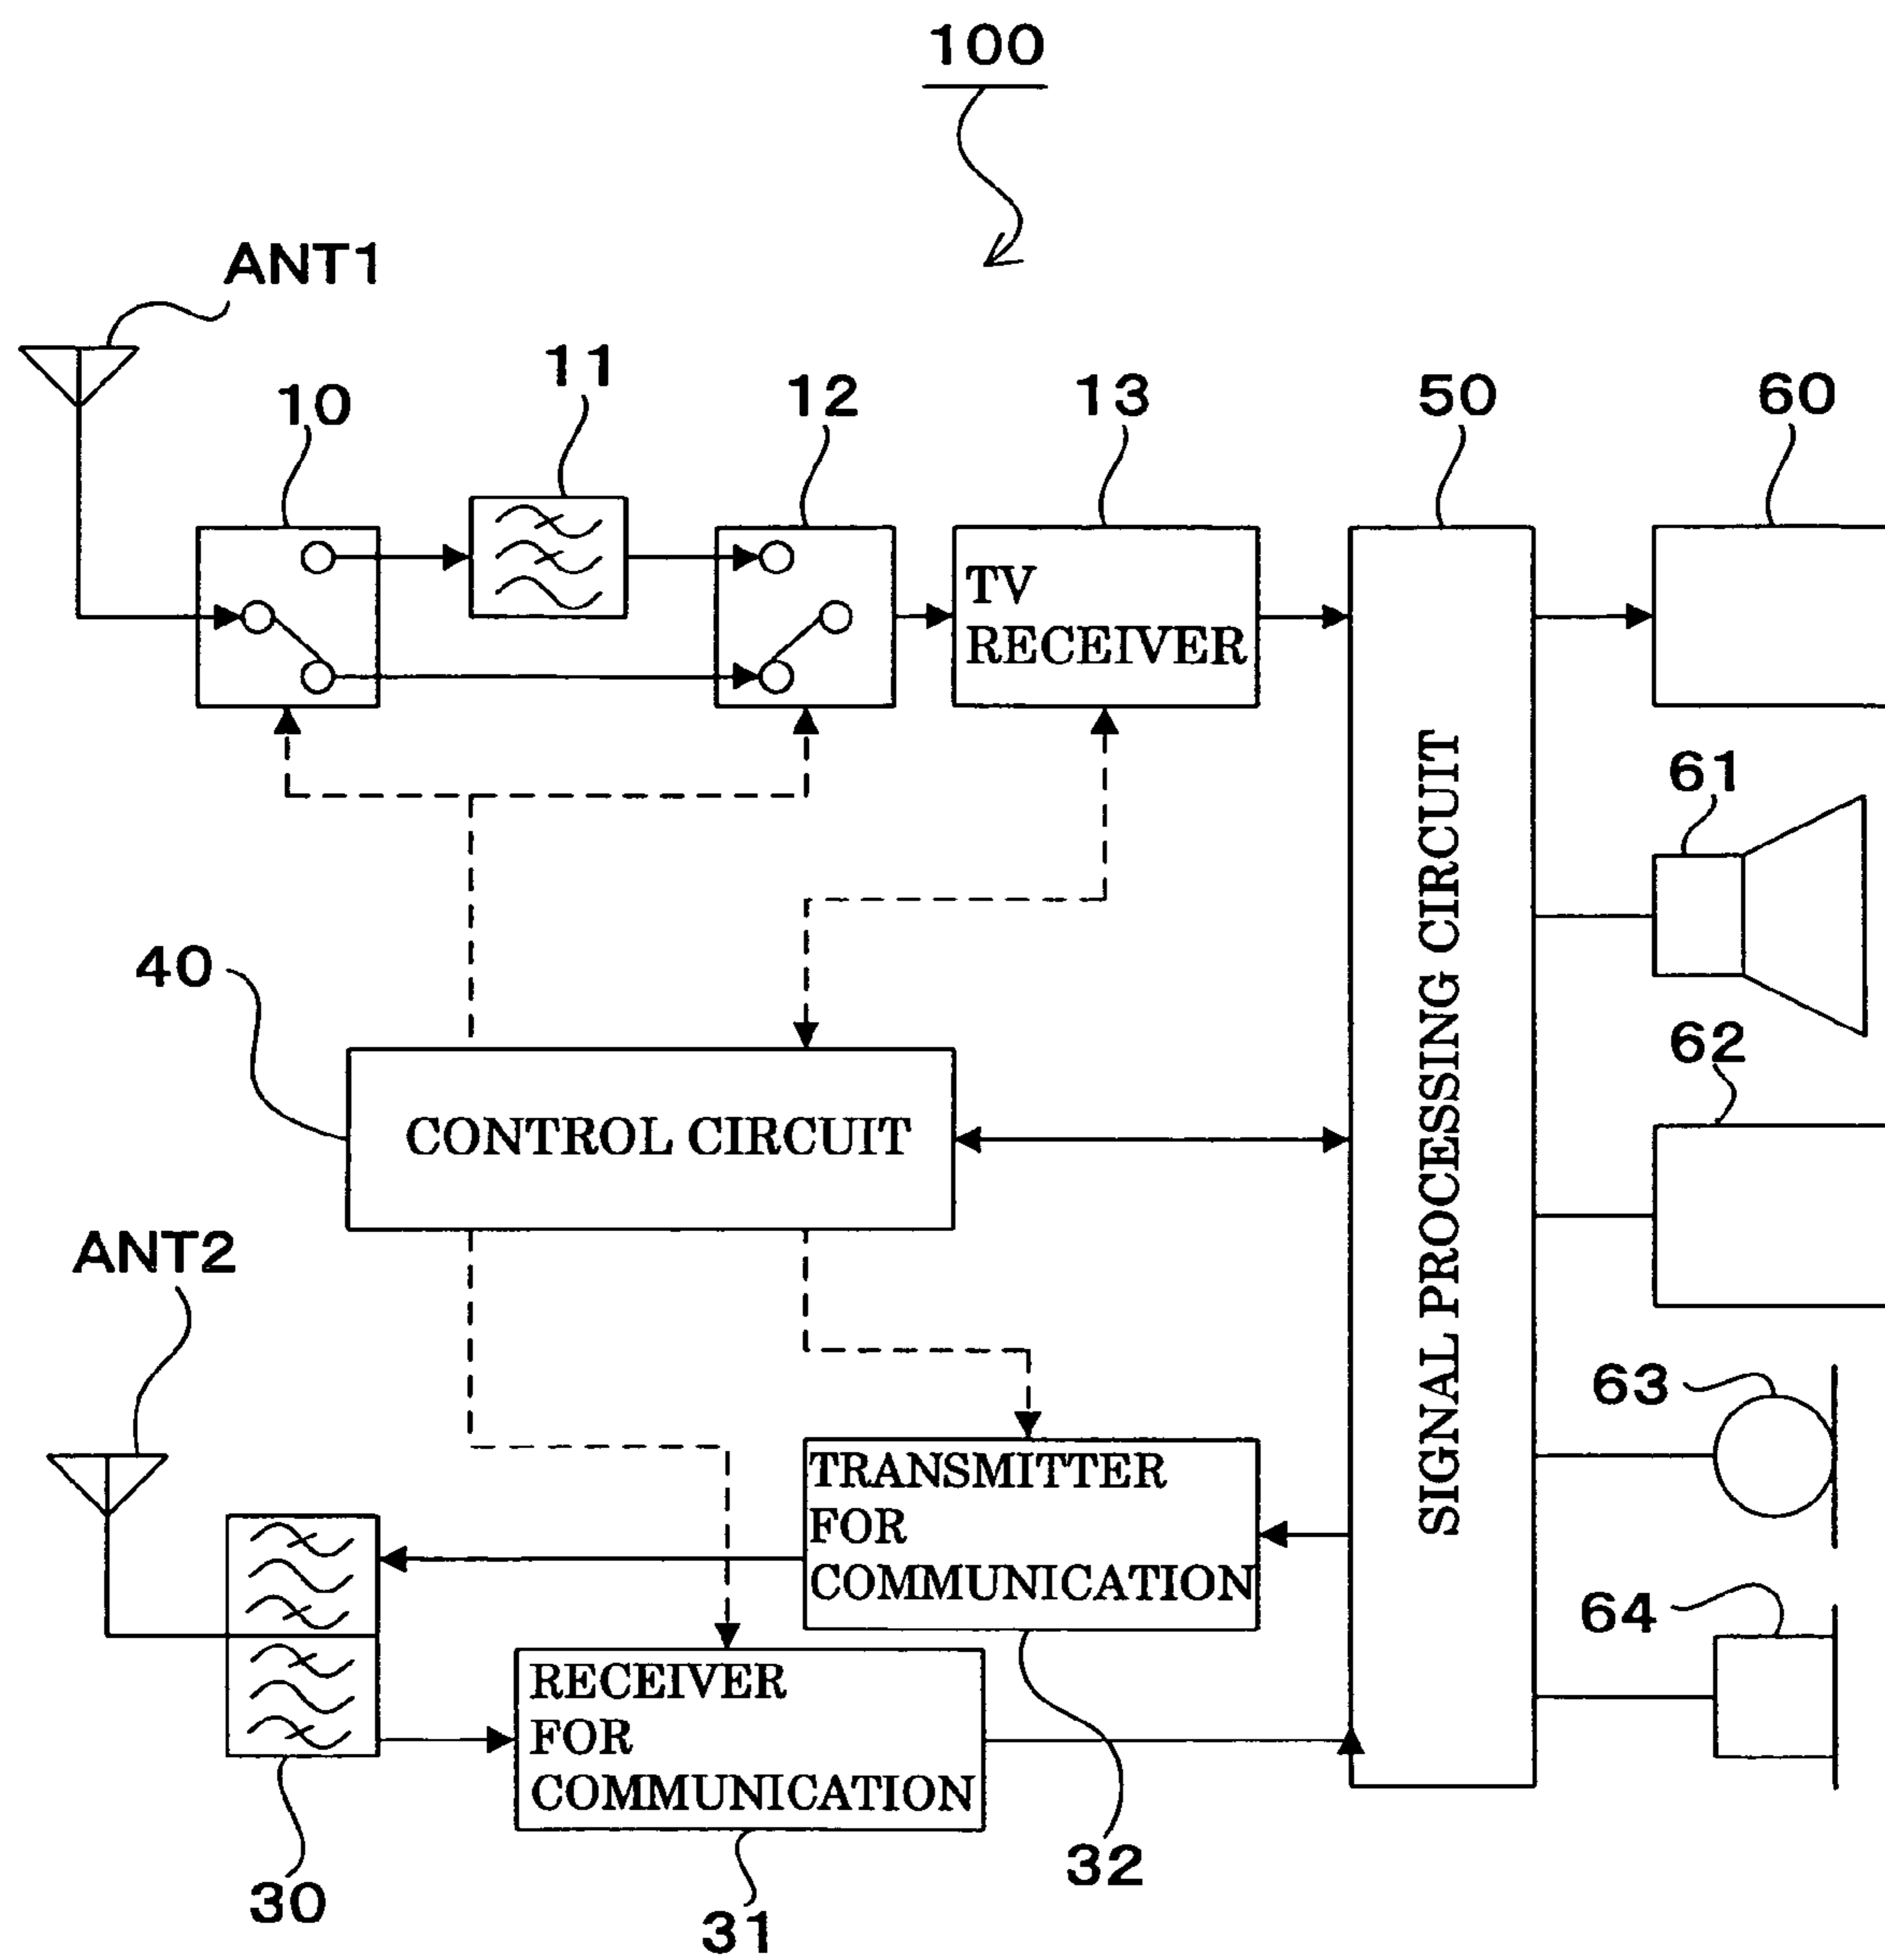 100
ANT1
10
11
12
13
50
60
TV
RECEIVER
61
SIGNAL PROCESSING CIRCUIT
40
62
CONTROL CIRCUIT
ANT2
63
TRANSMITTER
FOR
COMMUNICATION
64
RECEIVER
FOR
COMMUNICATION
32
30
31